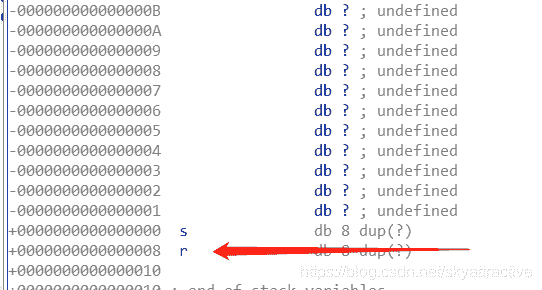 -000000000000000B db ? ; undefined
-000000000000000A db ? ; undefined
-0000000000000009 db ? ; undefined
-0000000000000008 db ? ; undefined
-0000000000000007 db ? ; undefined
-0000000000000006 db ? ; undefined
-0000000000000005 db ? ; undefined
-0000000000000004 db ? ; undefined
-0000000000000003 db ? ; undefined
-0000000000000002 db ? ; undefined
-0000000000000001 db ? ; undefined
+0000000000000000 s db 8 dup(?)
+0000000000000008 r db 8 dup(?)
+0000000000000010
+0000000000000010 ; end of stack variables
https://blog.csdn.net/skyattractive